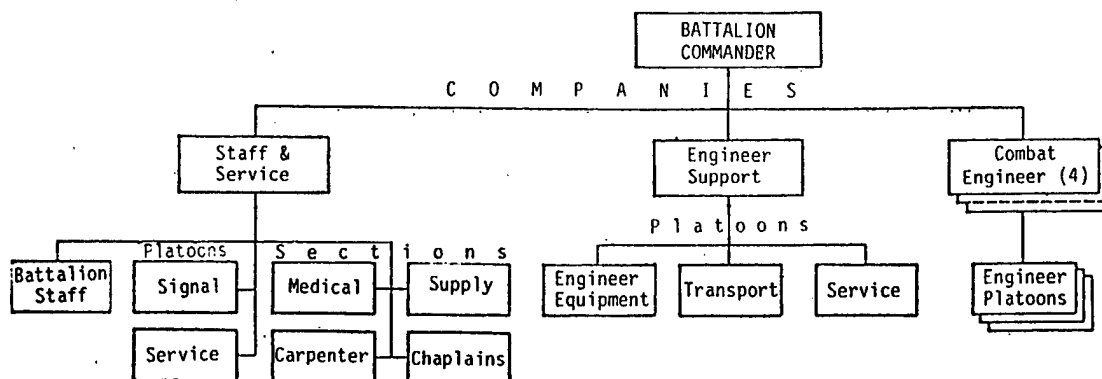 BATTALION
COMMANDER
C O M P A N I E S
Staff &
Service
Engineer
Support
Combat
Engineer (4)
Platoons
S e c t i o n s
P l a t o o n s
Battalion
Staff
Signal
Medical
Supply
Engineer
Equipment
Transport
Service
Engineer
Platoons
Service
Carpenter
Chaplains